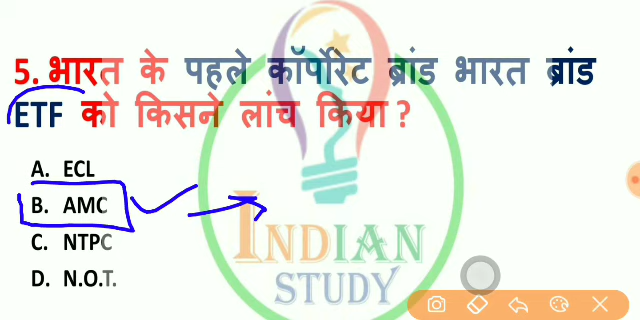 5. भारत के पहले कॉर्पोरेट ब्रांड भारत ब्रांड
ETF को किसने लांच किया ?
A. ECL
B. AMC
C. NTPC
D. N.O.T.
INDIAN
STUDY